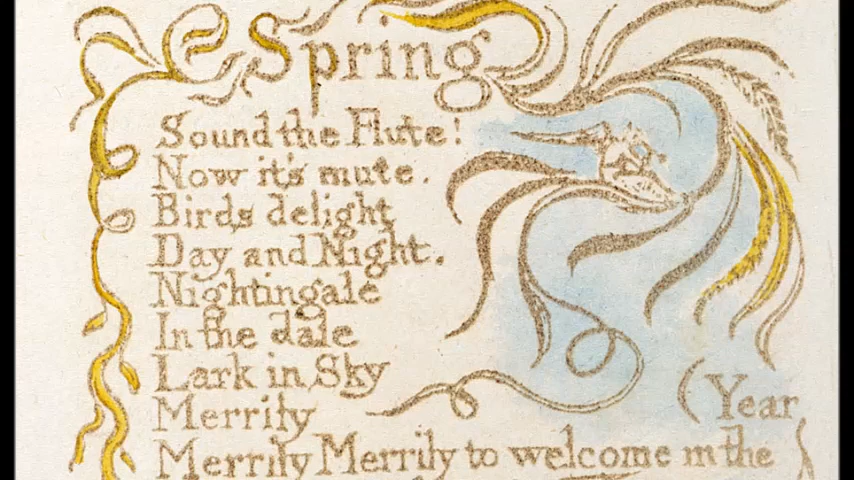 Spring
Sound the Flute!
Now it's mute.
Birds delight
Day and Night.
Nightingale
In the dale
Lark in Sky
Merrily
(Year
Merrily Merrily to welcome in the